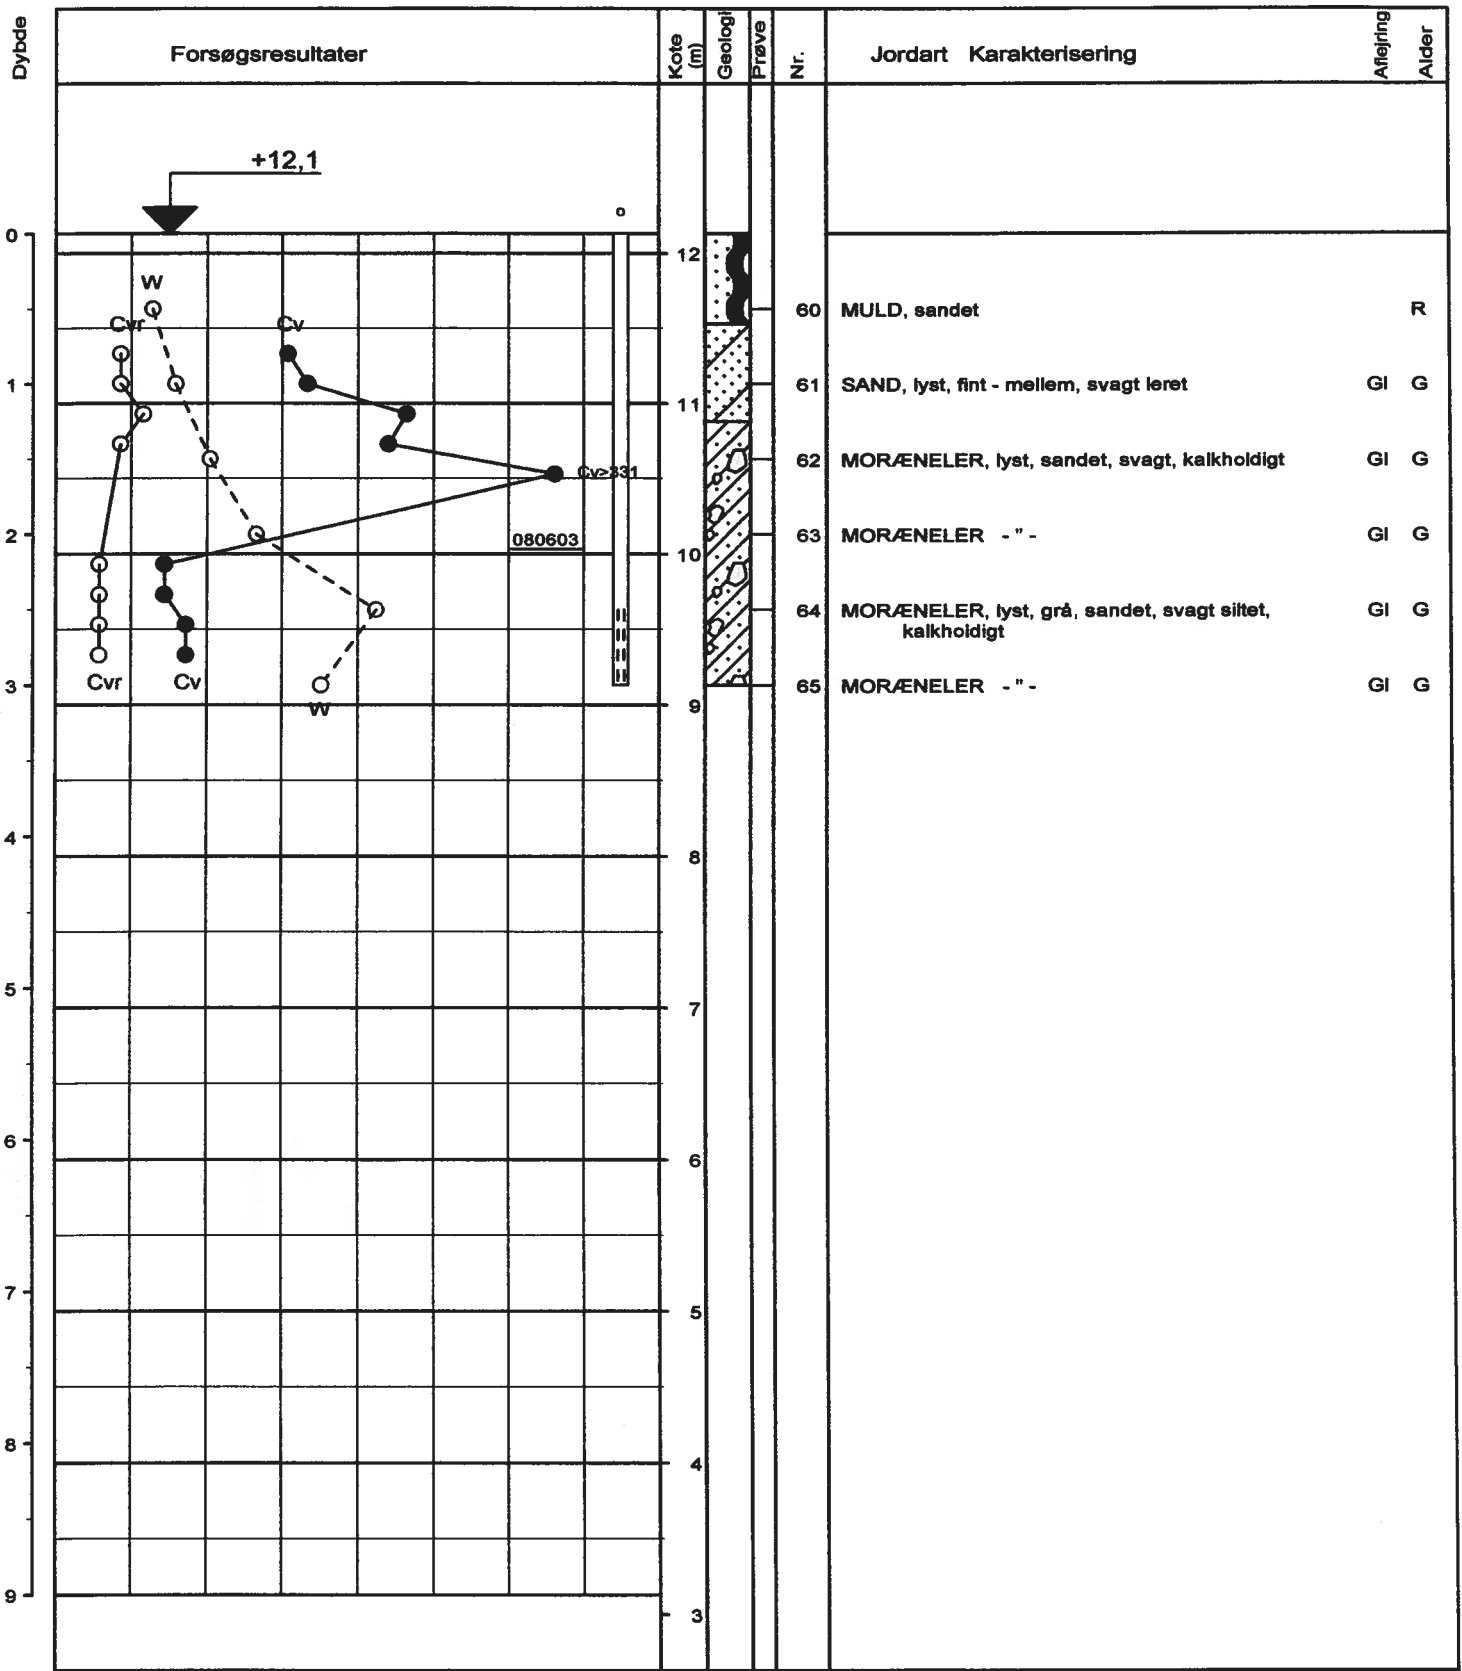 Dybde
Forsøgsresultater
Kote (m)
Geologi
Prøve
Nr.
Jordart Karakterisering
Aflejring
Alder
+12,1
0
12
W
60 MULD, sandet R
Cvr
Cv
1
61 SAND, lyst, fint - mellem, svagt leret Gl G
11
62 MORÆNELER, lyst, sandet, svagt, kalkholdigt Gl G
Cv>331
2
080603
63 MORÆNELER - " - Gl G
10
64 MORÆNELER, lyst, grå, sandet, svagt siltet, Gl G
kalkholdigt
Cvr
Cv
3
65 MORÆNELER - " - Gl G
W
9
4
8
5
7
6
6
7
5
8
4
9
3